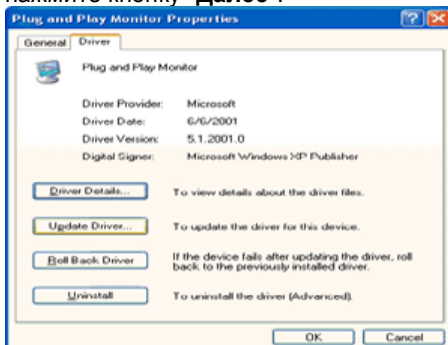 нажмите кнопку "Далее".
Plug and Play Monitor Properties
General Driver
Plug and Play Monitor
Driver Provider: Microsoft
Driver Date: 6/6/2001
Driver Version: 5.1.2001.0
Digital Signer: Microsoft Windows XP Publisher
Driver Details... To view details about the driver files.
Update Driver... To update the driver for this device.
Roll Back Driver If the device fails after updating the driver, roll
back to the previously installed driver.
Uninstall To uninstall the driver (Advanced).
OK Cancel